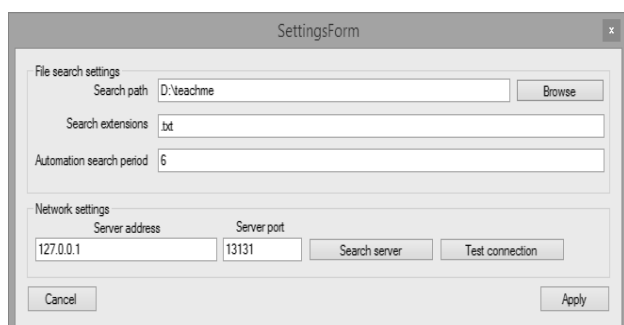 SettingsForm
x
File search settings
Search path D:\teachme Browse
Search extensions .txt
Automation search period 6
Network settings
Server address Server port
127.0.0.1 13131 Search server Test connection
Cancel Apply